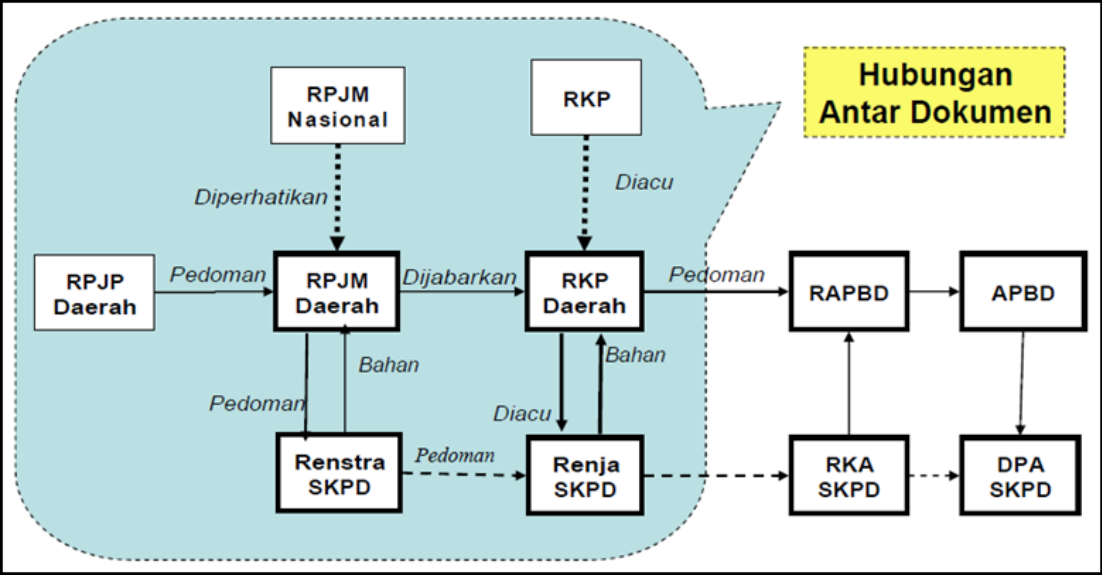 Hubungan
Antar Dokumen
RPJM
Nasional
RKP
Diperhatikan
Diacu
RPJP
Daerah
Pedoman
RPJM
Daerah
Dijabarkan
RKP
Daerah
Pedoman
RAPBD
APBD
Pedoman
Bahan
Diacu
Bahan
Renstra
SKPD
Pedoman
Renja
SKPD
RKA
SKPD
DPA
SKPD